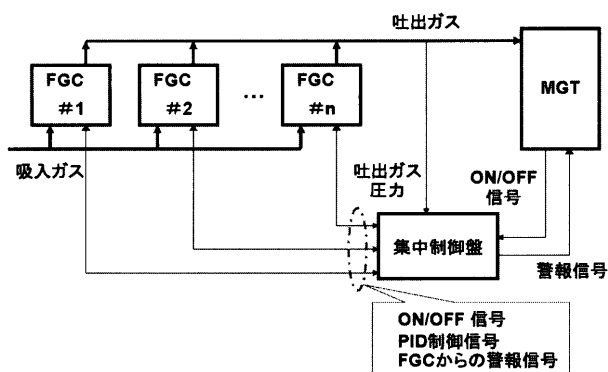 吐出ガス
FGC
#1
FGC
#2
…
FGC
#n
MGT
吸入ガス
吐出ガス
圧力
ON/OFF
信号
集中制御盤
警報信号
ON/OFF 信号
PID制御信号
FGCからの警報信号